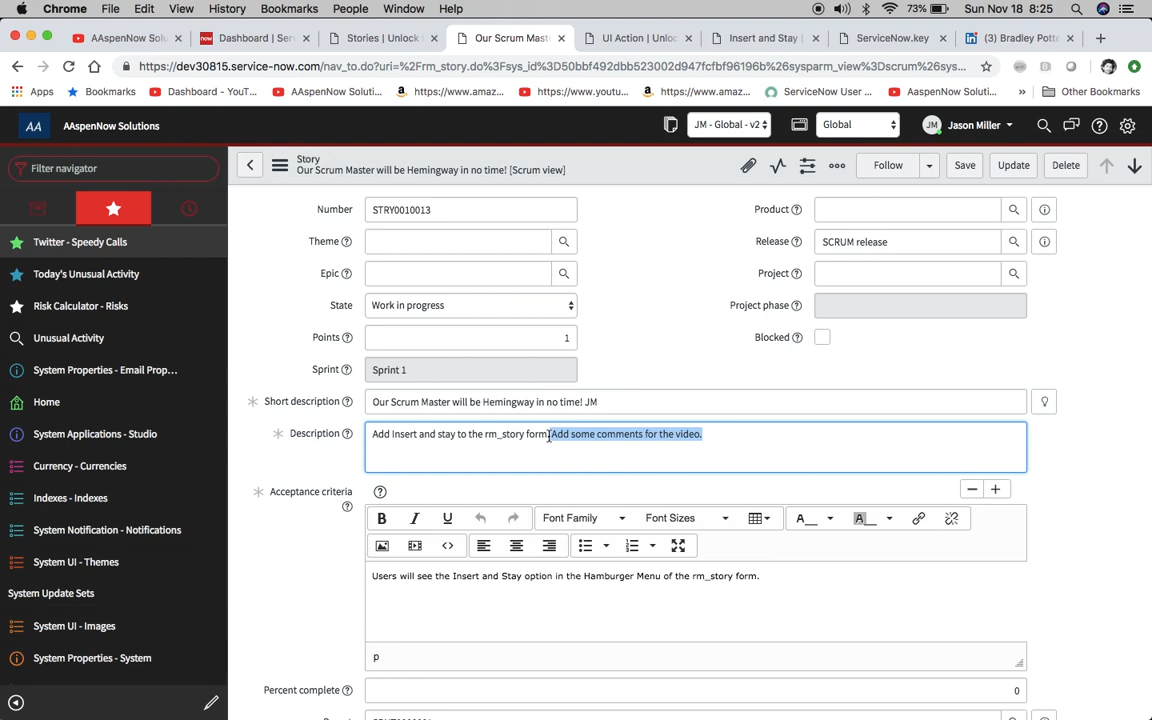 Chrome File Edit View History Bookmarks People Window Help 73% Sun Nov 18 8:25
AAspenNow Solu Dashboard | Serv Stories | Unlock Our Scrum Mast UI Action | Unloc Insert and Stay | ServiceNow.key (3) Bradley Potte
https://dev30815.service-now.com/nav_to.do?uri=%2Frm_story.do%3Fsys_id%3D50bbf492dbb523002d947fcfbf96196b%26sysparm_view%3Dscrum%26sys...
Apps Bookmarks Dashboard - YouT... AAspenNow Soluti... https://www.amaz... https://www.youtu... https://www.amaz... ServiceNow User ... AAspenNow Soluti... » Other Bookmarks
AA AAspenNow Solutions JM - Global - v2 Global JM Jason Miller
Filter navigator
Story
Our Scrum Master will be Hemingway in no time! [Scrum view]
Follow Save Update Delete
Twitter - Speedy Calls
Today's Unusual Activity
Risk Calculator - Risks
Unusual Activity
System Properties - Email Prop...
Home
System Applications - Studio
Currency - Currencies
Indexes - Indexes
System Notification - Notifications
System UI - Themes
System Update Sets
System UI - Images
System Properties - System
Number STRY0010013 Product
Theme Release SCRUM release
Epic Project
State Work in progress Project phase
Points 1 Blocked
Sprint Sprint 1
Short description Our Scrum Master will be Hemingway in no time! JM
Description Add Insert and stay to the rm_story form. Add some comments for the video.
Acceptance criteria
B I U Font Family Font Sizes A A
Users will see the Insert and Stay option in the Hamburger Menu of the rm_story form.
p
Percent complete 0